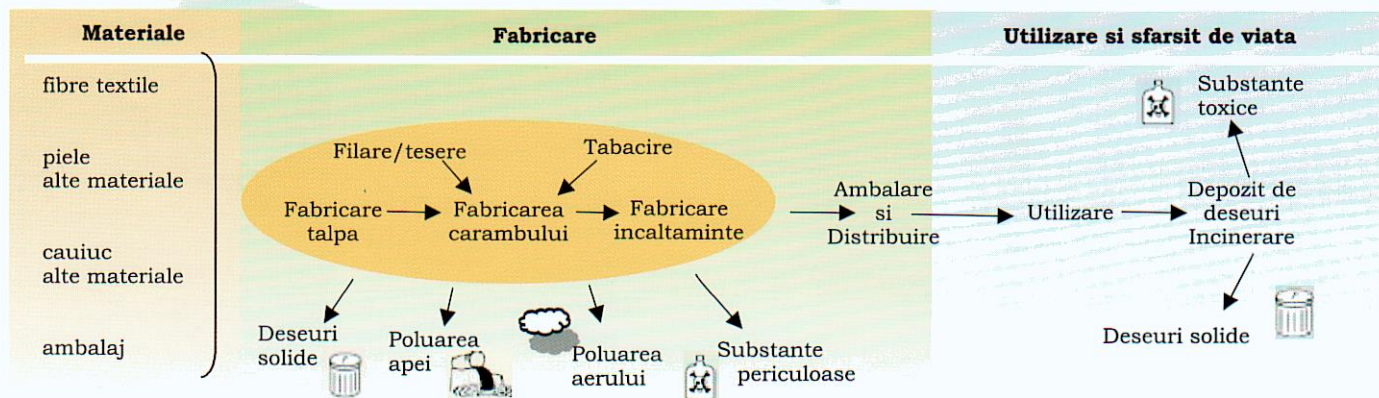 Materiale
fibre textile
piele
alte materiale
cauiuc
alte materiale
ambalaj
Fabricare
Filare/tesere
Tabacire
Fabricare
talpa
Fabricarea
carambului
Fabricare
incaltaminte
Ambalare
si
Distribuire
Deseuri
solide
Poluarea
apei
Poluarea
aerului
Substante
periculoase
Utilizare si sfarsit de viata
Substante
toxice
Utilizare
Depozit de
deseuri
Incinerare
Deseuri solide